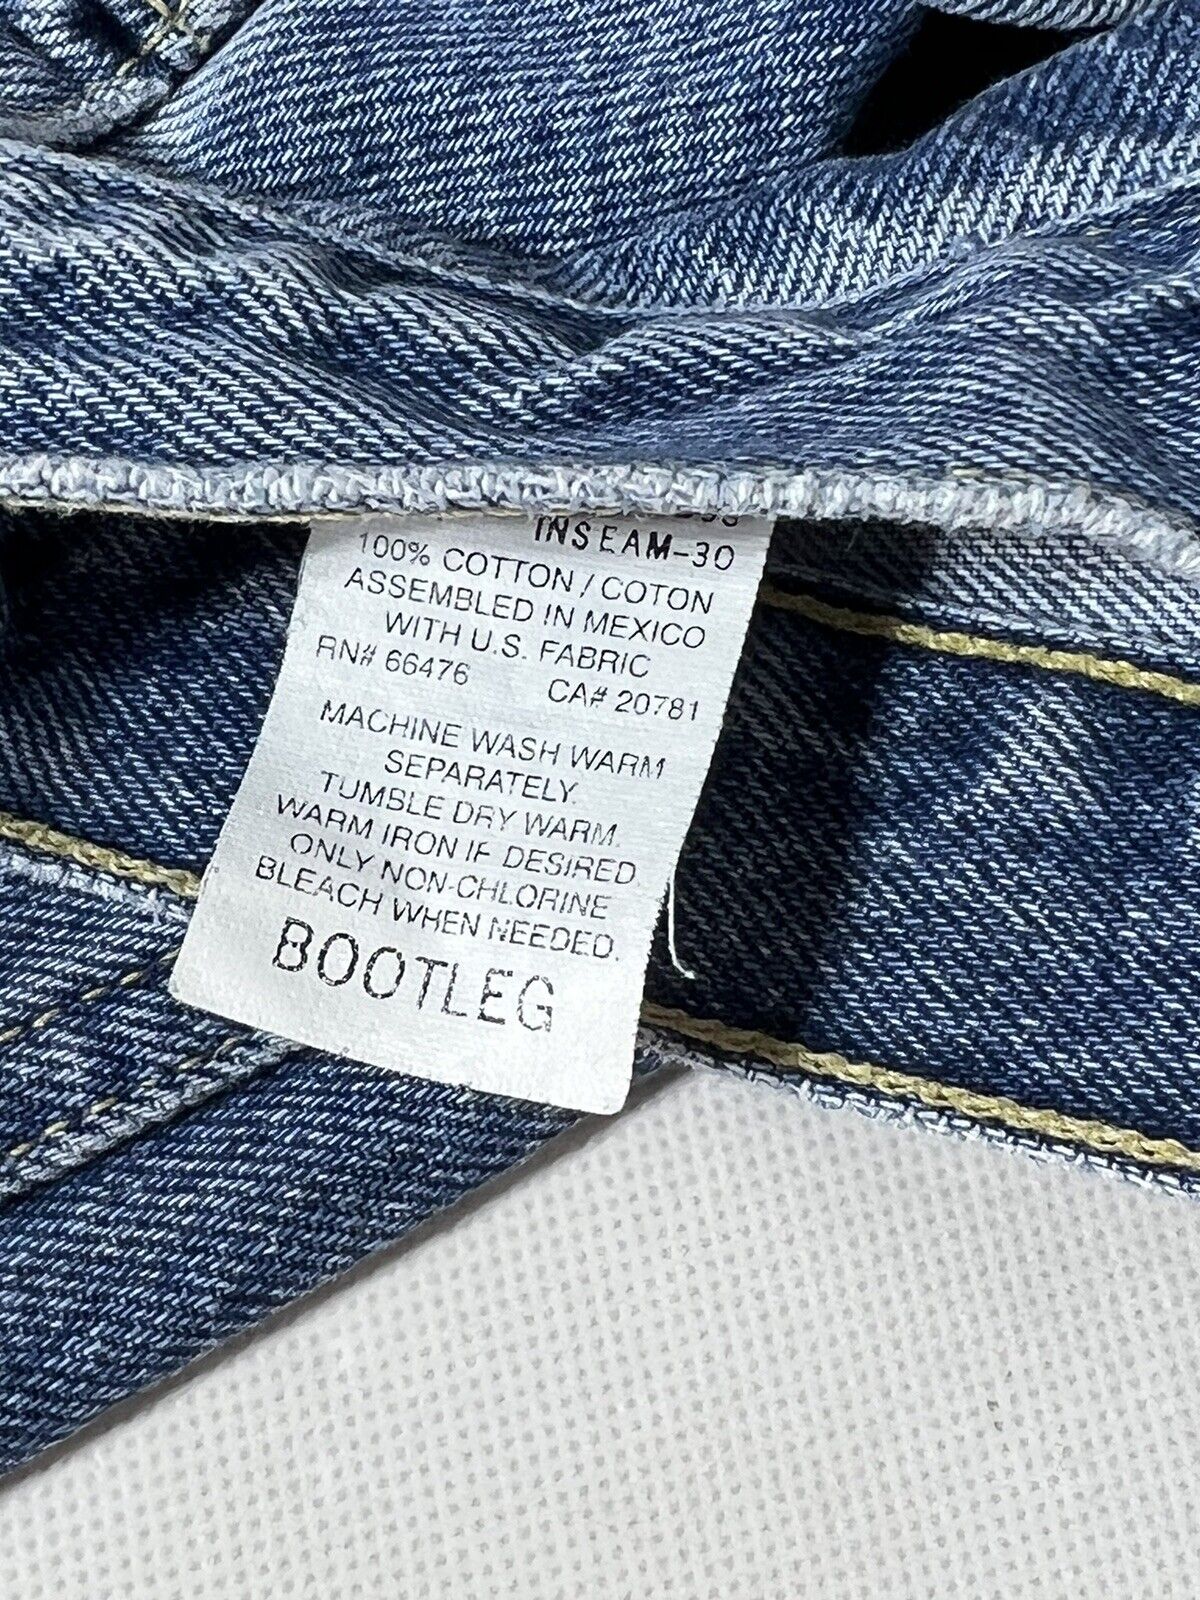 INSEAM-30
100% COTTON / COTON
ASSEMBLED IN MEXICO
WITH U.S. FABRIC
RN# 66476 CA# 20781
MACHINE WASH WARM
SEPARATELY.
TUMBLE DRY WARM.
WARM IRON IF DESIRED.
ONLY NON-CHLORINE
BLEACH WHEN NEEDED.
BOOTLEG